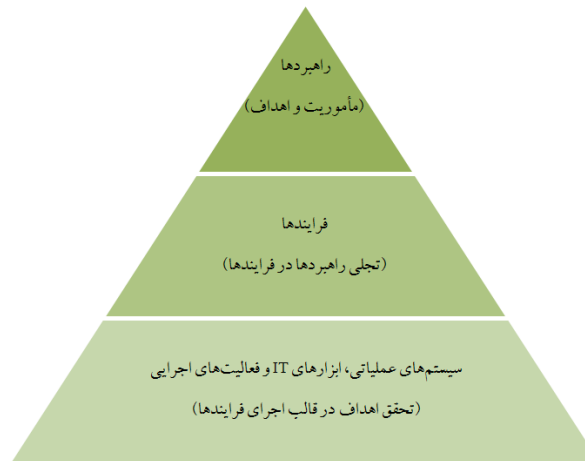 راهبردها
(مأموریت و اهداف)
فرایندها
(تجلی راهبردها در فرایندها)
سیستم‌های عملیاتی، ابزارهای IT و فعالیت‌های اجرایی
(تحقق اهداف در قالب اجرای فرایندها)